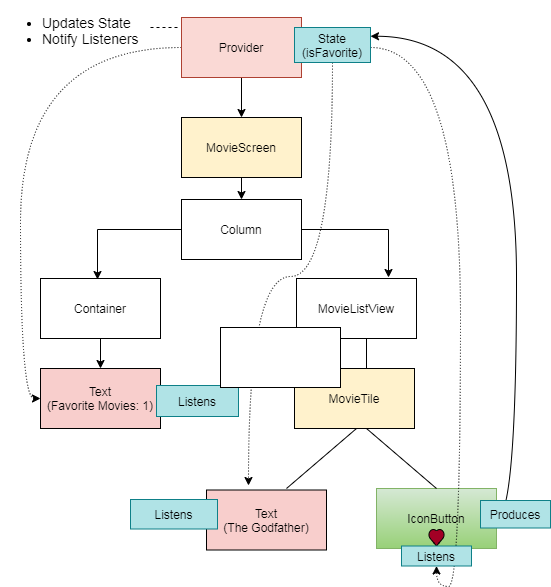 Updates State
Notify Listeners
Provider
State
(isFavorite)
MovieScreen
Column
Container
MovieListView
Text
(Favorite Movies: 1)
Listens
MovieTile
Listens
Text
(The Godfather)
IconButton
Produces
Listens